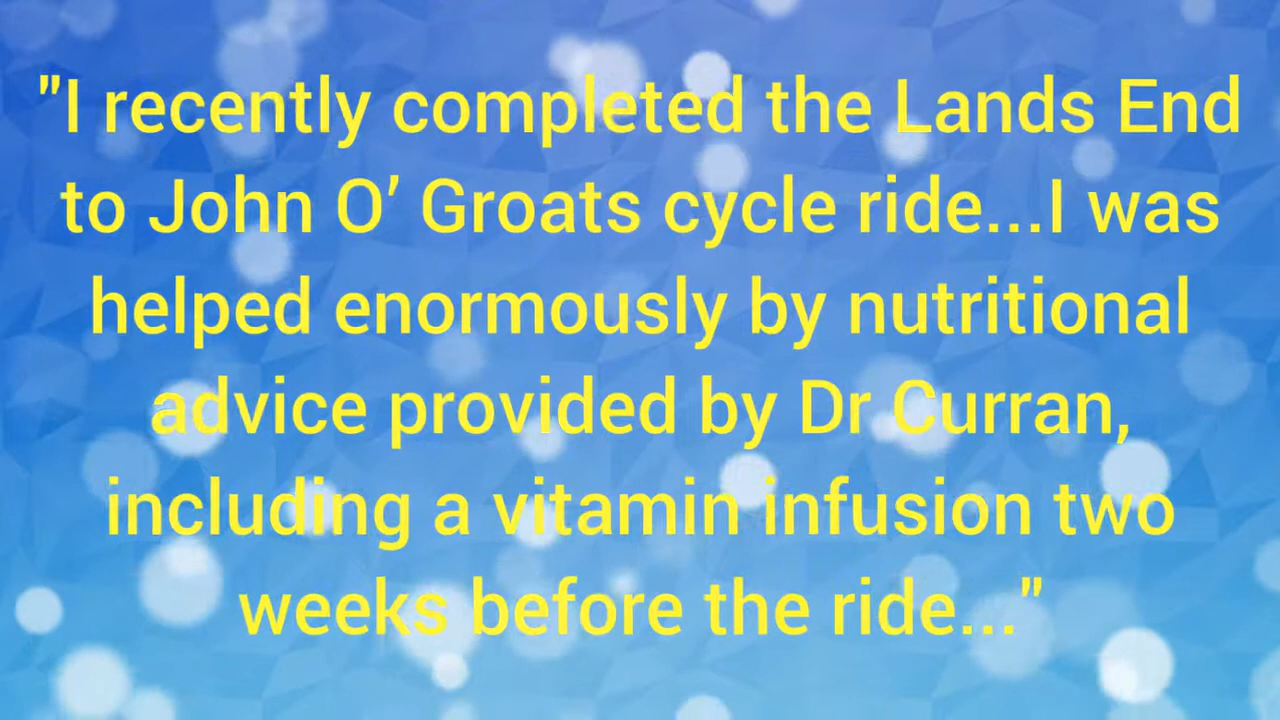 "I recently completed the Lands End
to John O’ Groats cycle ride...I was
helped enormously by nutritional
advice provided by Dr Curran,
including a vitamin infusion two
weeks before the ride..."